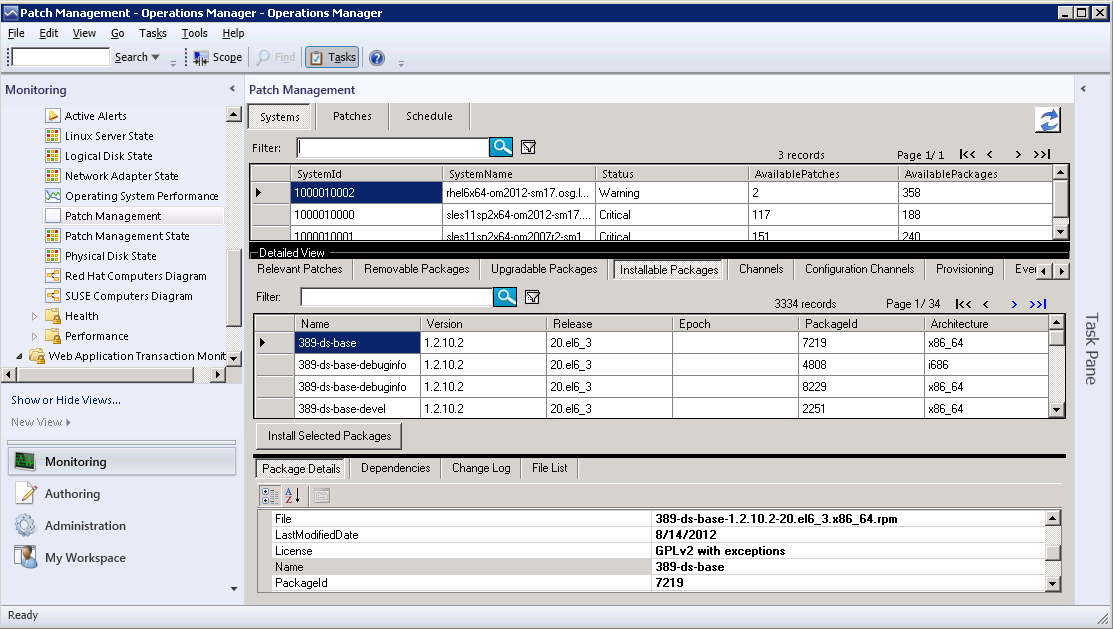 Patch Management - Operations Manager - Operations Manager
File Edit View Go Tasks Tools Help
Search Scope Find Tasks
Monitoring
Active Alerts
Linux Server State
Logical Disk State
Network Adapter State
Operating System Performance
Patch Management
Patch Management State
Physical Disk State
Red Hat Computers Diagram
SUSE Computers Diagram
Health
Performance
Web Application Transaction Monit
Show or Hide Views...
New View
Monitoring
Authoring
Administration
My Workspace
Patch Management
Systems Patches Schedule
Filter:
3 records Page 1/ 1
SystemId SystemName Status AvailablePatches AvailablePackages
1000010002 rhel6x64-om2012-sm17.osg.l... Warning 2 358
1000010000 sles11sp2x64-om2012-sm17.... Critical 117 188
1000010001 sles11sp2x64-om2007r2-sm1 Critical 151 240
Detailed View
Relevant Patches Removable Packages Upgradable Packages Installable Packages Channels Configuration Channels Provisioning Ever
Filter:
3334 records Page 1/ 34
Name Version Release Epoch PackageId Architecture
389-ds-base 1.2.10.2 20.el6_3 7219 x86_64
389-ds-base-debuginfo 1.2.10.2 20.el6_3 4808 i686
389-ds-base-debuginfo 1.2.10.2 20.el6_3 8229 x86_64
389-ds-base-devel 1.2.10.2 20.el6_3 2251 x86_64
Install Selected Packages
Package Details Dependencies Change Log File List
File 389-ds-base-1.2.10.2-20.el6_3.x86_64.rpm
LastModifiedDate 8/14/2012
License GPLv2 with exceptions
Name 389-ds-base
PackageId 7219
Task Pane
Ready